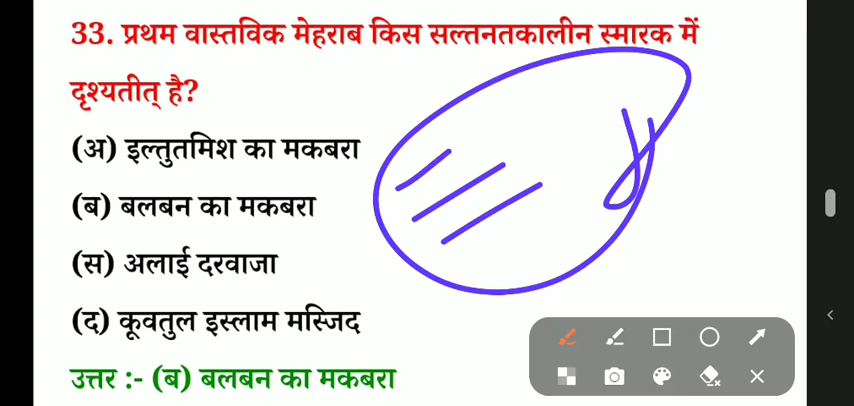 33. प्रथम वास्तविक मेहराब किस सल्तनतकालीन स्मारक में
दृश्यतीत् है?
(अ) इल्तुतमिश का मकबरा
(ब) बलबन का मकबरा
(स) अलाई दरवाजा
(द) कूवतुल इस्लाम मस्जिद
उत्तर :- (ब) बलबन का मकबरा